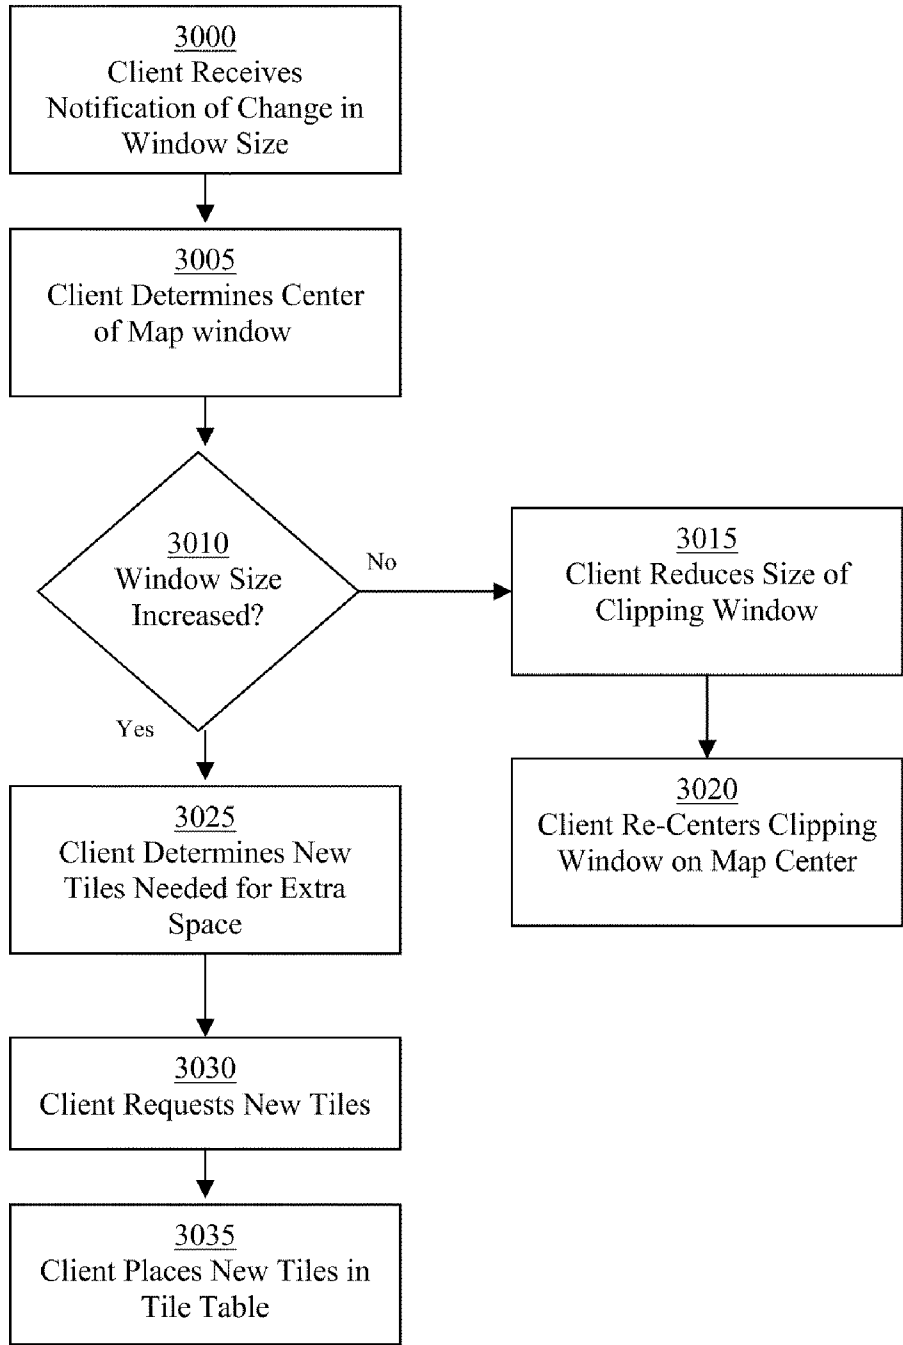 3000
Client Receives
Notification of Change in
Window Size
3005
Client Determines Center
of Map window
3010
Window Size
Increased?
No
Yes
3015
Client Reduces Size of
Clipping Window
3020
Client Re-Centers Clipping
Window on Map Center
3025
Client Determines New
Tiles Needed for Extra
Space
3030
Client Requests New Tiles
3035
Client Places New Tiles in
Tile Table